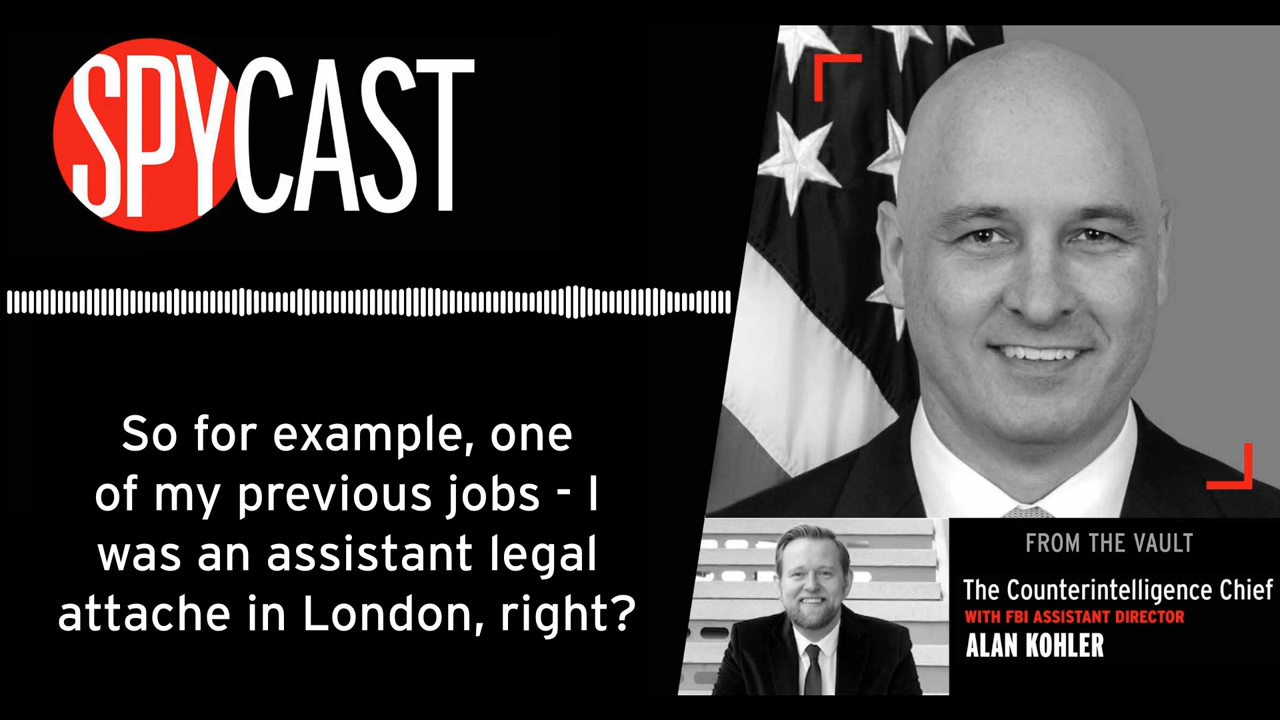 SPYCAST
So for example, one
of my previous jobs - I
was an assistant legal
attache in London, right?
FROM THE VAULT
The Counterintelligence Chief
WITH FBI ASSISTANT DIRECTOR
ALAN KOHLER